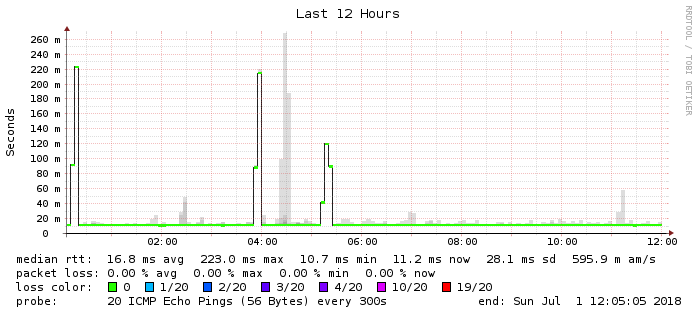 Last 12 Hours
RRDTOOL / TOBI OETIKER
Seconds
260 m
240 m
220 m
200 m
180 m
160 m
140 m
120 m
100 m
80 m
60 m
40 m
20 m
0
02:00 04:00 06:00 08:00 10:00 12:00
median rtt: 16.8 ms avg 223.0 ms max 10.7 ms min 11.2 ms now 28.1 ms sd 595.9 m am/s
packet loss: 0.00 % avg 0.00 % max 0.00 % min 0.00 % now
loss color: 0 1/20 2/20 3/20 4/20 10/20 19/20
probe: 20 ICMP Echo Pings (56 Bytes) every 300s end: Sun Jul 1 12:05:05 2018